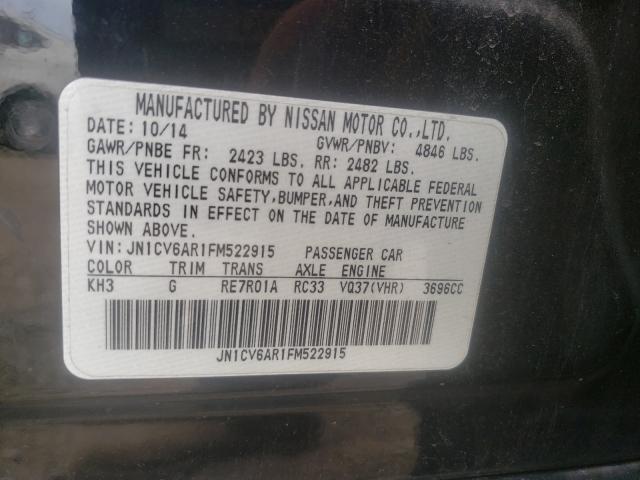 MANUFACTURED BY NISSAN MOTOR CO.,LTD.
DATE: 10/14 GVWR/PNBV: 4846 LBS.
GAWR/PNBE FR: 2423 LBS. RR: 2482 LBS.
THIS VEHICLE CONFORMS TO ALL APPLICABLE FEDERAL
MOTOR VEHICLE SAFETY,BUMPER,AND THEFT PREVENTION
STANDARDS IN EFFECT ON THE DATE OF MANUFACTURE
SHOWN ABOVE.
VIN:JN1CV6AR1FM522915 PASSENGER CAR
COLOR TRIM TRANS AXLE ENGINE
KH3 G RE7R01A RC33 VQ37(VHR) 3696CC
JN1CV6AR1FM522915